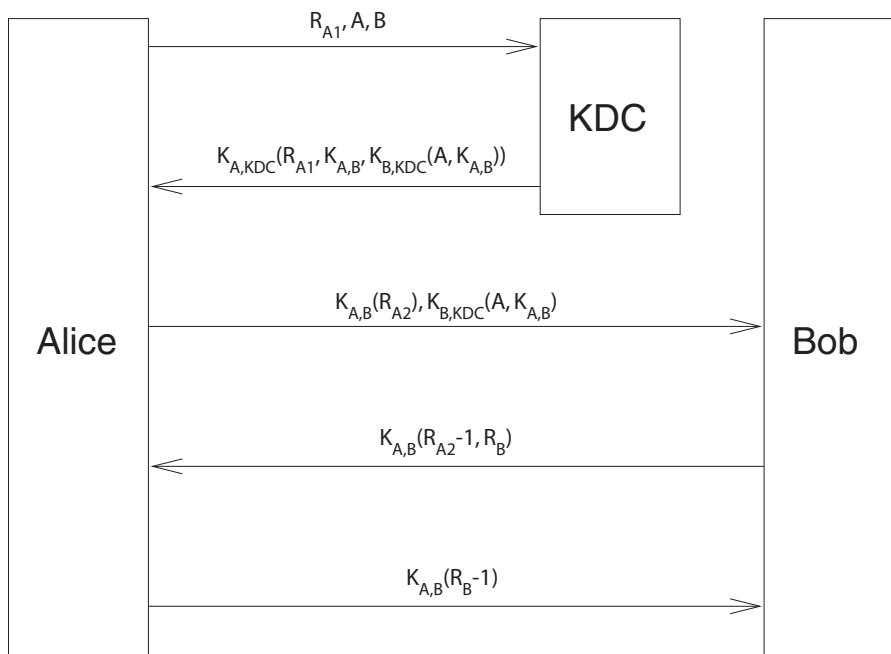 R_A1, A, B
KDC
K_A,KDC(R_A1, K_A,B, K_B,KDC(A, K_A,B))
K_A,B(R_A2), K_B,KDC(A, K_A,B)
Alice
Bob
K_A,B(R_A2-1, R_B)
K_A,B(R_B-1)